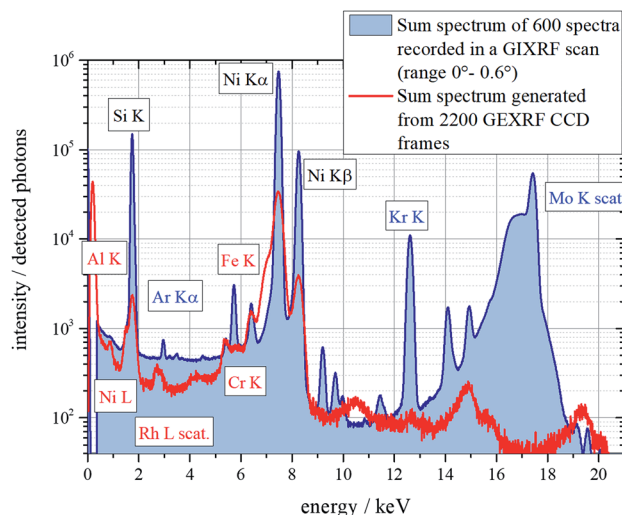 Sum spectrum of 600 spectra
recorded in a GIXRF scan
(range 0°- 0.6°)
Sum spectrum generated
from 2200 GEXRF CCD
frames
10⁶
10⁵
10⁴
10³
10²
intensity / detected photons
Ni Kα
Si K
Ni Kβ
Kr K
Mo K scat
Al K
Fe K
Ar Kα
Ni L
Cr K
Rh L scat.
0 2 4 6 8 10 12 14 16 18 20
energy / keV